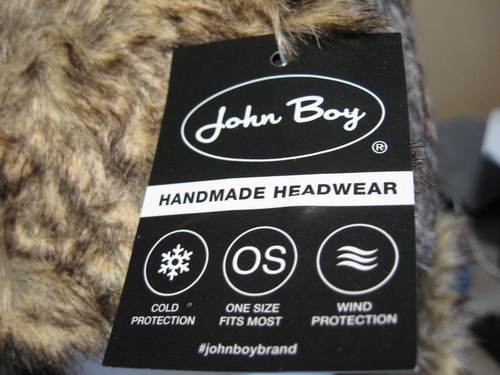 John Boy
®
HANDMADE HEADWEAR
OS
COLD
PROTECTION
ONE SIZE
FITS MOST
WIND
PROTECTION
#johnboybrand